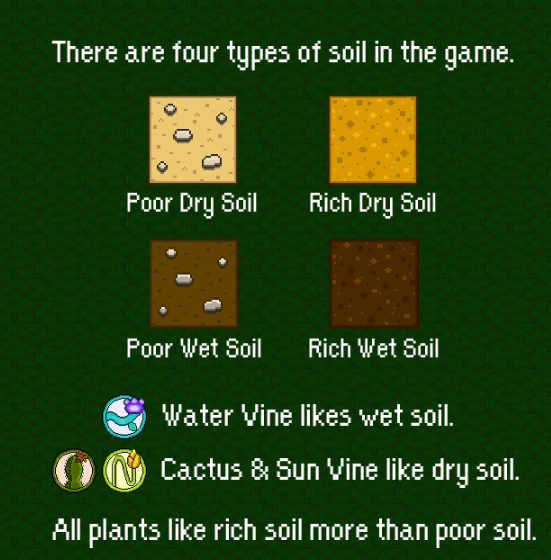 There are four types of soil in the game.
Poor Dry Soil Rich Dry Soil
Poor Wet Soil Rich Wet Soil
Water Vine likes wet soil.
Cactus & Sun Vine like dry soil.
All plants like rich soil more than poor soil.